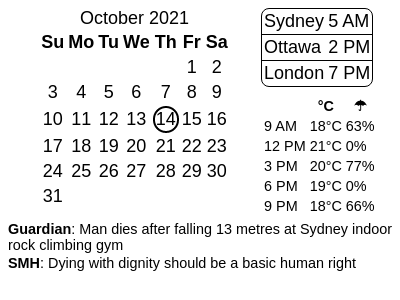 October 2021
Su Mo Tu We Th Fr Sa
1 2
3 4 5 6 7 8 9
10 11 12 13 14 15 16
17 18 19 20 21 22 23
24 25 26 27 28 29 30
31
Sydney 5 AM
Ottawa 2 PM
London 7 PM
°C ☂
9 AM 18°C 63%
12 PM 21°C 0%
3 PM 20°C 77%
6 PM 19°C 0%
9 PM 18°C 66%
Guardian: Man dies after falling 13 metres at Sydney indoor
rock climbing gym
SMH: Dying with dignity should be a basic human right